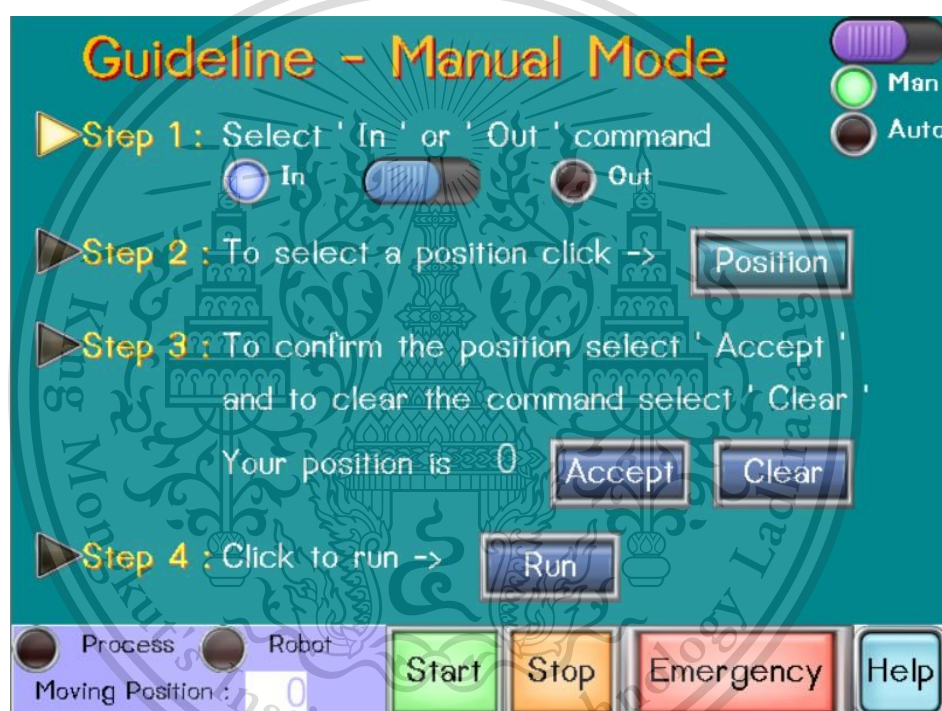 Guideline - Manual Mode
Man
Auto
Step 1 : Select ' In ' or ' Out ' command
In Out
Step 2 : To select a position click -> Position
Step 3 : To confirm the position select ' Accept '
and to clear the command select ' Clear '
Your position is 0 Accept Clear
Step 4 : Click to run -> Run
Process Robot
Moving Position : 0
Start Stop Emergency Help